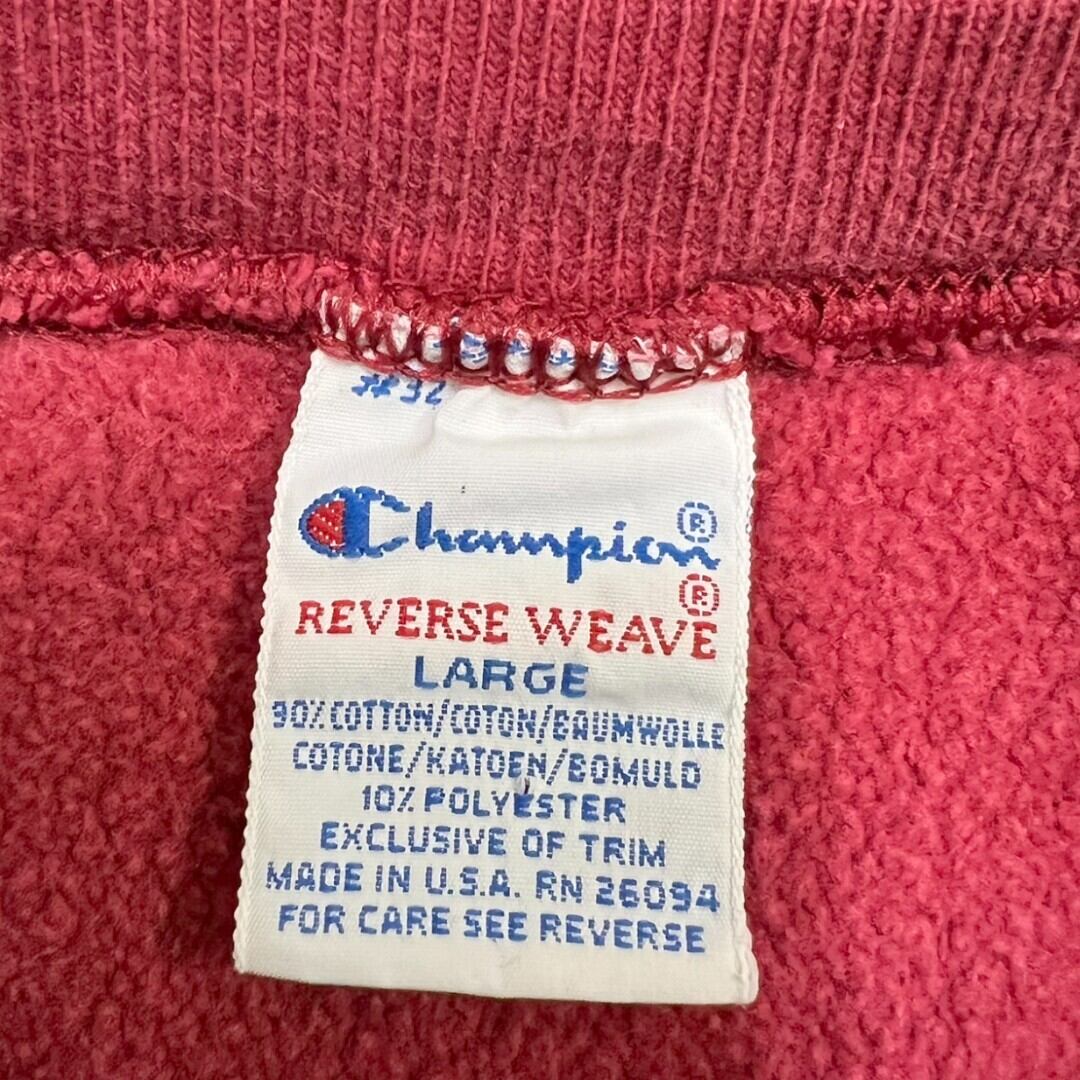 #32
Champion®
REVERSE WEAVE®
LARGE
90% COTTON/COTON/BAUMWOLLE
COTONE/KATOEN/BOMULD
10% POLYESTER
EXCLUSIVE OF TRIM
MADE IN U.S.A. RN 26094
FOR CARE SEE REVERSE